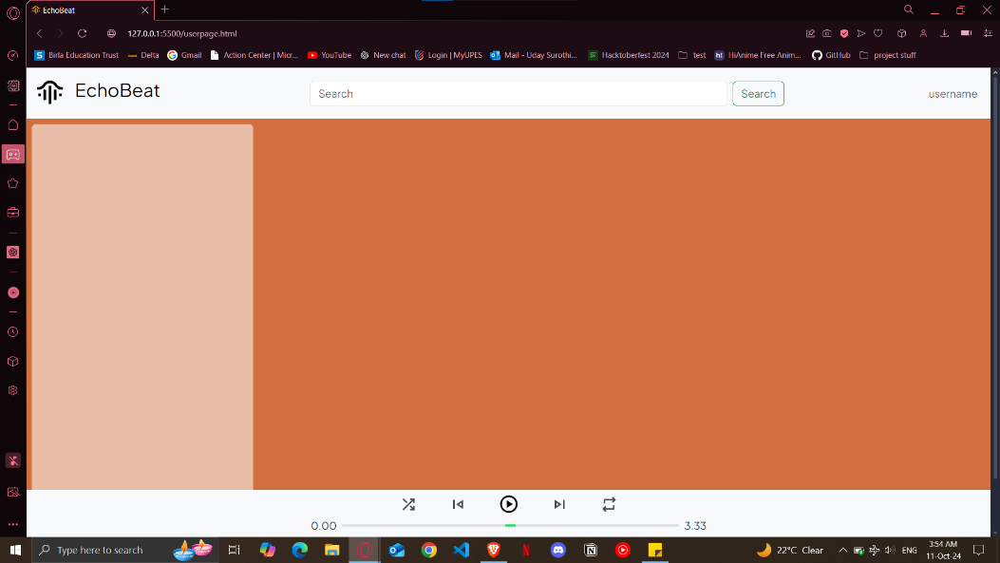 EchoBeat
127.0.0.1:5500/userpage.html
Birla Education Trust
Delta
Gmail
Action Center | Micr...
YouTube
New chat
Login | MyUPES
Mail - Uday Surothi...
Hacktoberfest 2024
test
hi!
HiAnime Free Anim...
GitHub
project stuff
EchoBeat
Search
Search
username
0.00
3.33
Type here to search
22°C Clear
ENG
3:54 AM
11-Oct-24